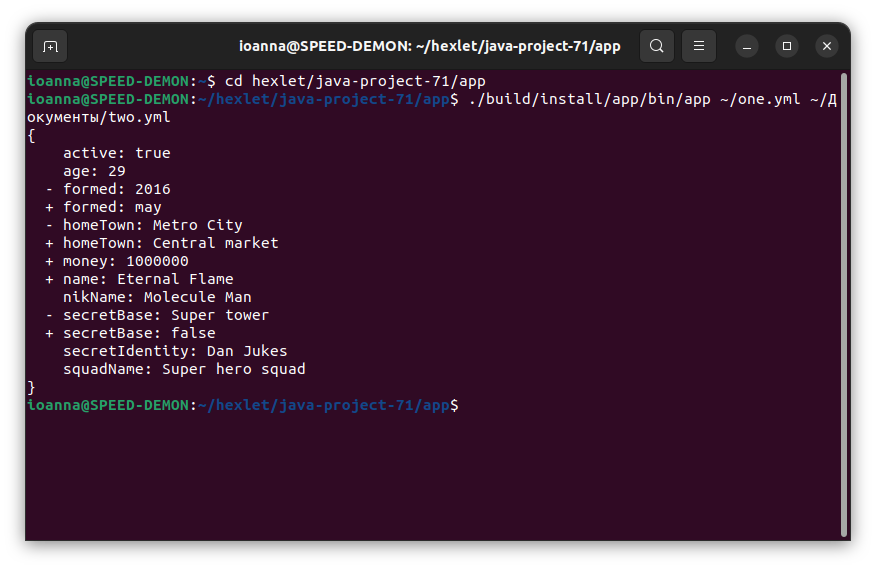 ioanna@SPEED-DEMON: ~/hexlet/java-project-71/app
ioanna@SPEED-DEMON:~$ cd hexlet/java-project-71/app
ioanna@SPEED-DEMON:~/hexlet/java-project-71/app$ ./build/install/app/bin/app ~/one.yml ~/Д
окументы/two.yml
{
    active: true
    age: 29
  - formed: 2016
  + formed: may
  - homeTown: Metro City
  + homeTown: Central market
  + money: 1000000
  + name: Eternal Flame
    nikName: Molecule Man
  - secretBase: Super tower
  + secretBase: false
    secretIdentity: Dan Jukes
    squadName: Super hero squad
}
ioanna@SPEED-DEMON:~/hexlet/java-project-71/app$